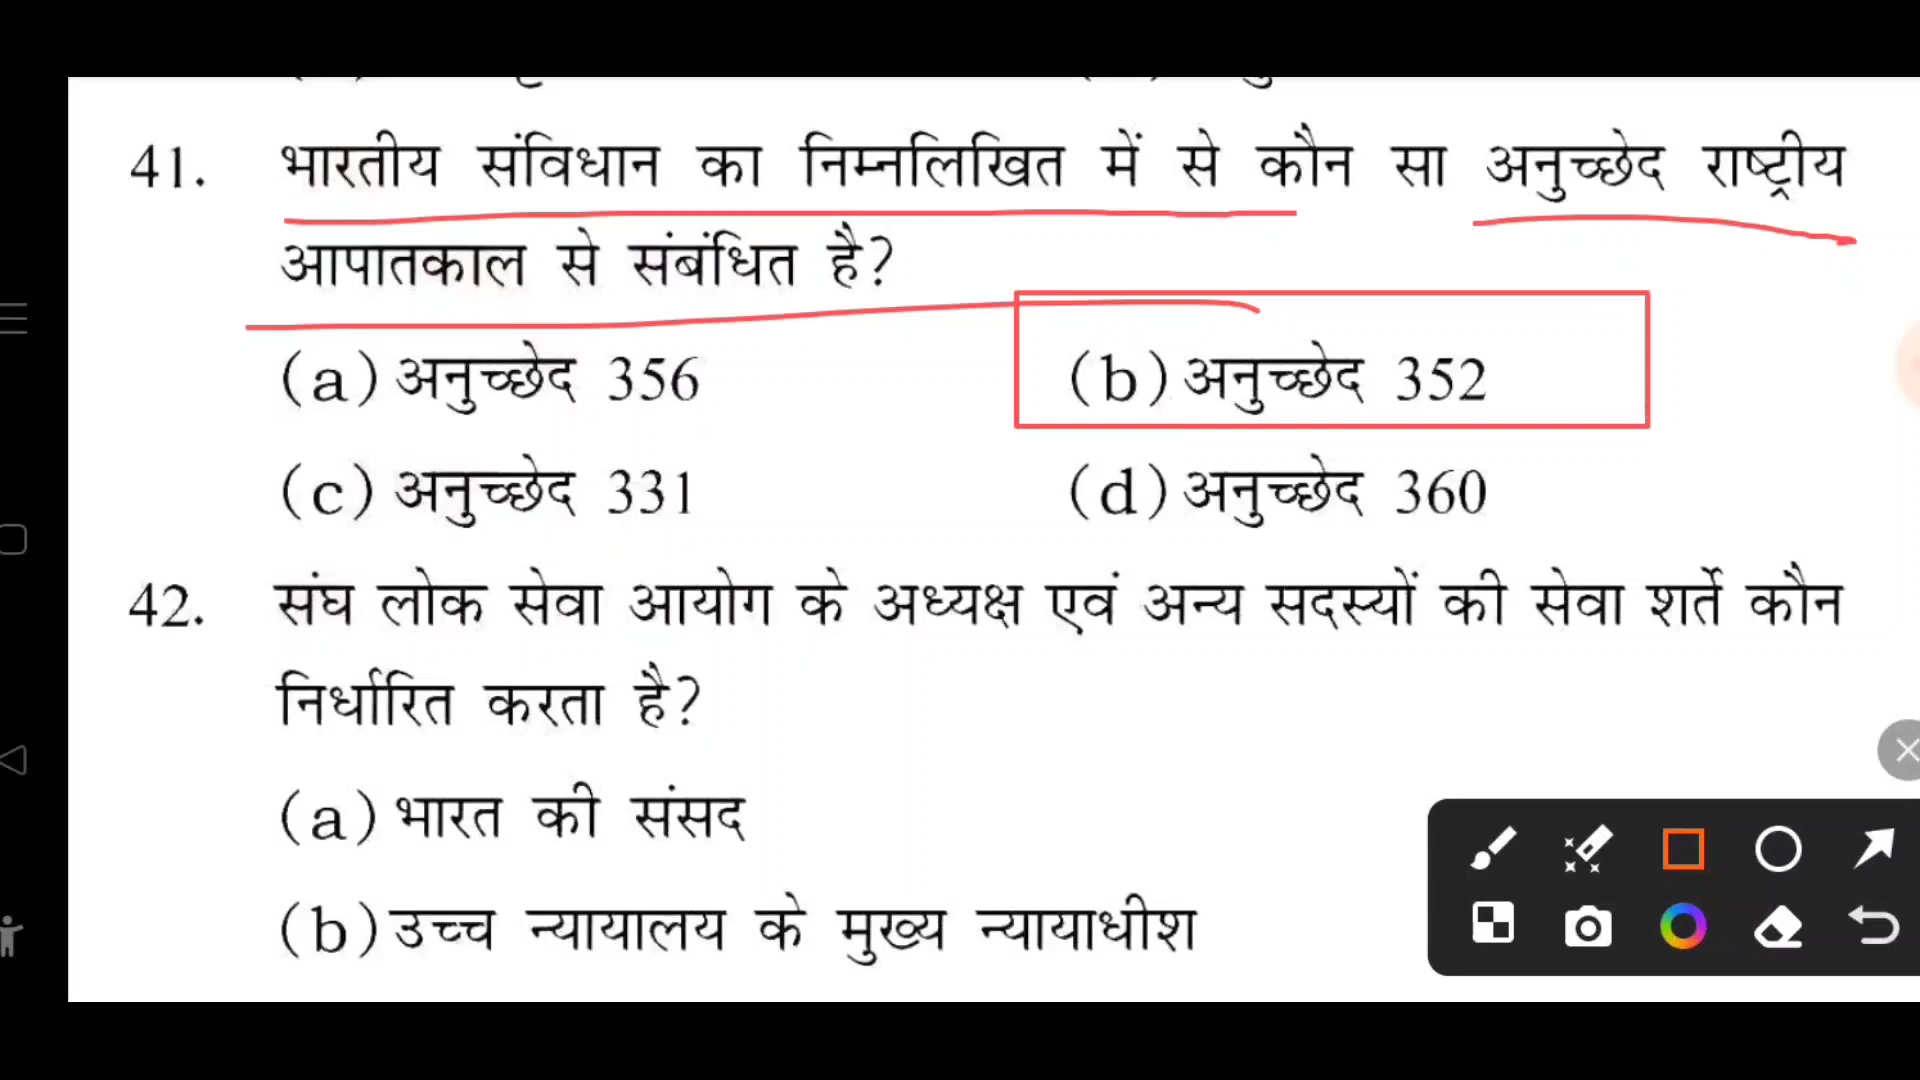 41. भारतीय संविधान का निम्नलिखित में से कौन सा अनुच्छेद राष्ट्रीय
आपातकाल से संबंधित है?
(a) अनुच्छेद 356 (b) अनुच्छेद 352
(c) अनुच्छेद 331 (d) अनुच्छेद 360
42. संघ लोक सेवा आयोग के अध्यक्ष एवं अन्य सदस्यों की सेवा शर्ते कौन
निर्धारित करता है?
(a) भारत की संसद
(b) उच्च न्यायालय के मुख्य न्यायाधीश